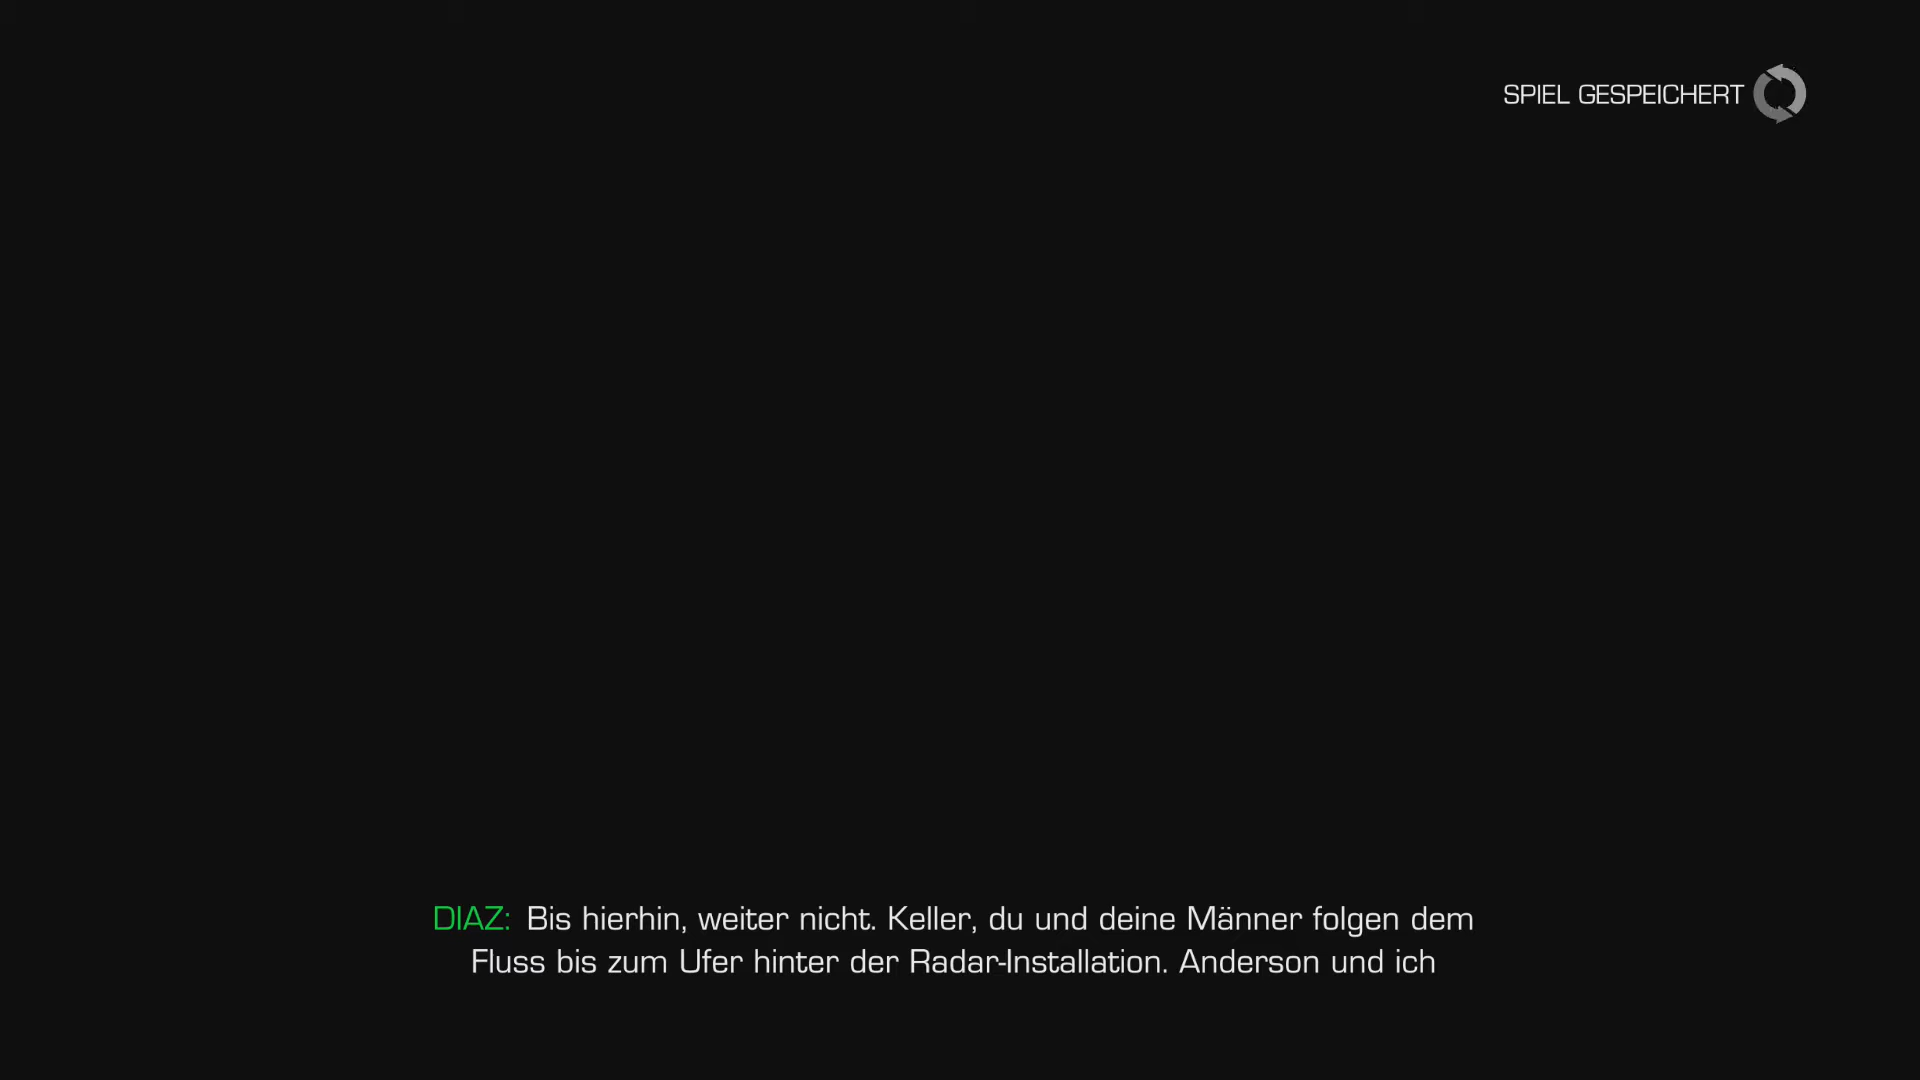 SPIEL GESPEICHERT
DIAZ: Bis hierhin, weiter nicht. Keller, du und deine Männer folgen dem
Fluss bis zum Ufer hinter der Radar-Installation. Anderson und ich